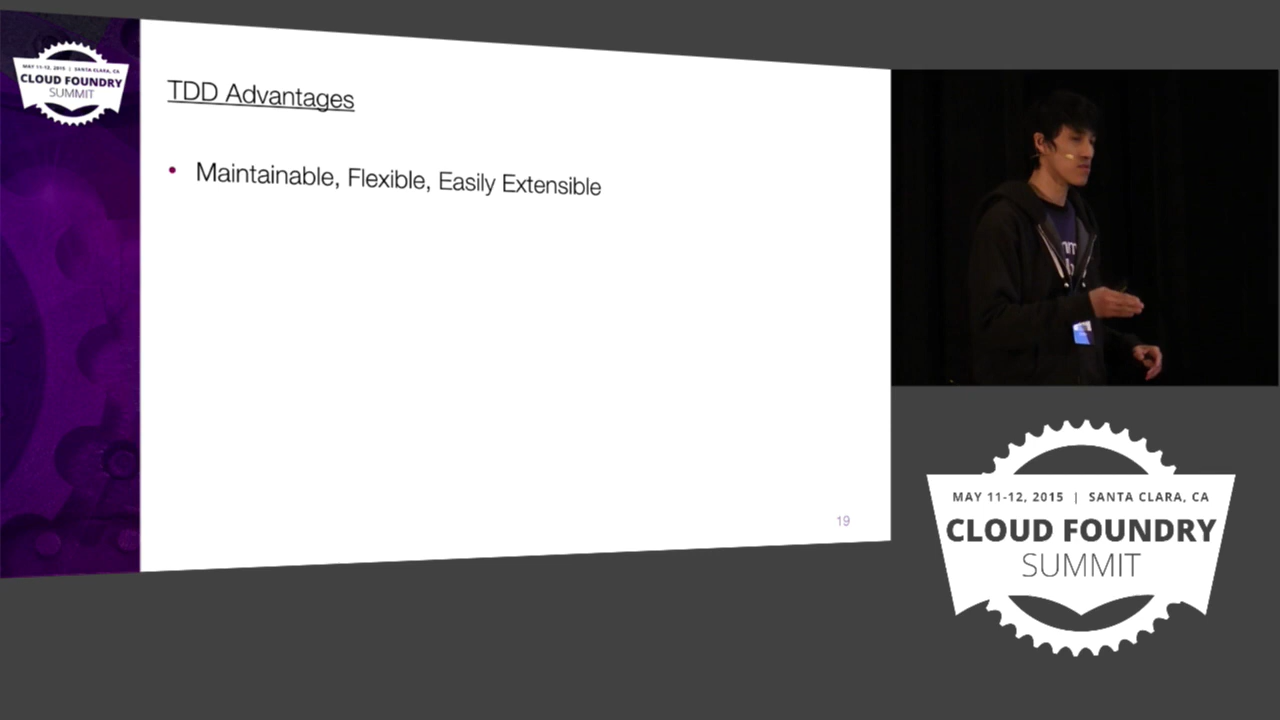 MAY 11-12, 2015 | SANTA CLARA, CA
CLOUD FOUNDRY
SUMMIT
TDD Advantages
• Maintainable, Flexible, Easily Extensible
19
MAY 11-12, 2015 | SANTA CLARA, CA
CLOUD FOUNDRY
SUMMIT